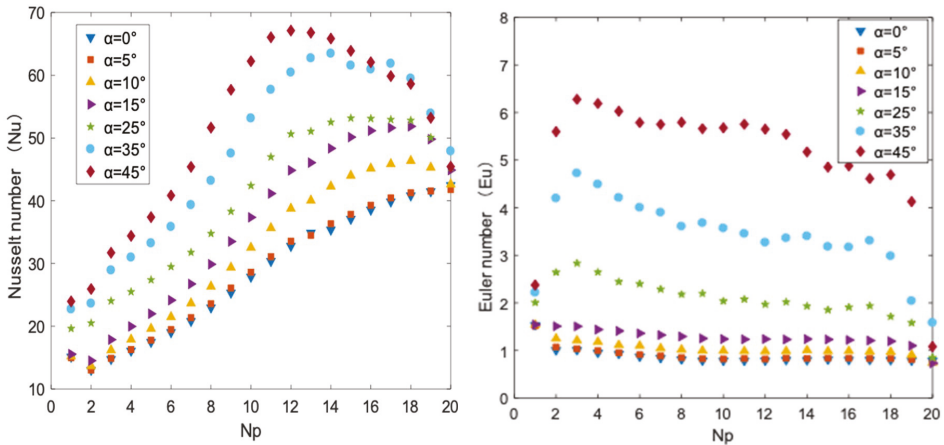 70
60
50
40
30
20
10
Nusselt number (Nu)
α=0°
α=5°
α=10°
α=15°
α=25°
α=35°
α=45°
0 2 4 6 8 10 12 14 16 18 20
Np
8
7
6
5
4
3
2
1
0
Euler number (Eu)
α=0°
α=5°
α=10°
α=15°
α=25°
α=35°
α=45°
0 2 4 6 8 10 12 14 16 18 20
Np